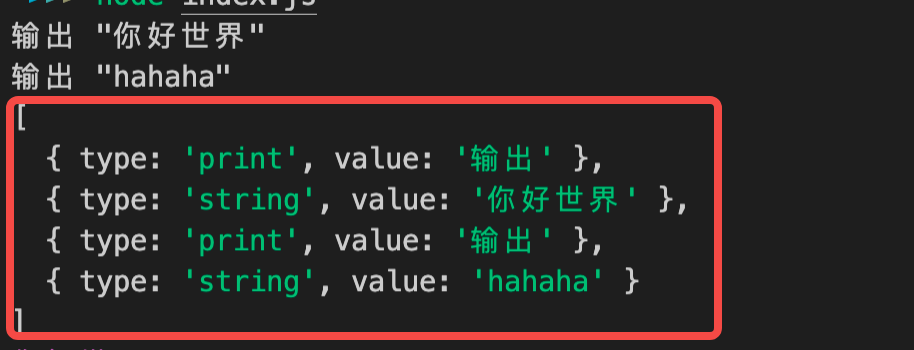 node index.js
输出 "你好世界"
输出 "hahaha"
[
  { type: 'print', value: '输出' },
  { type: 'string', value: '你好世界' },
  { type: 'print', value: '输出' },
  { type: 'string', value: 'hahaha' }
]